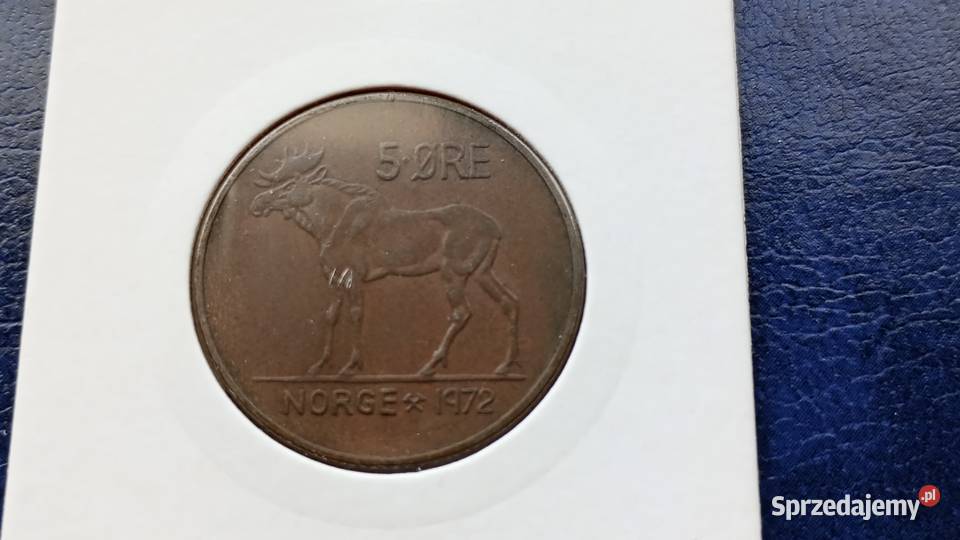 5 ØRE
NORGE ⚒ 1972
Sprzedajemy.pl